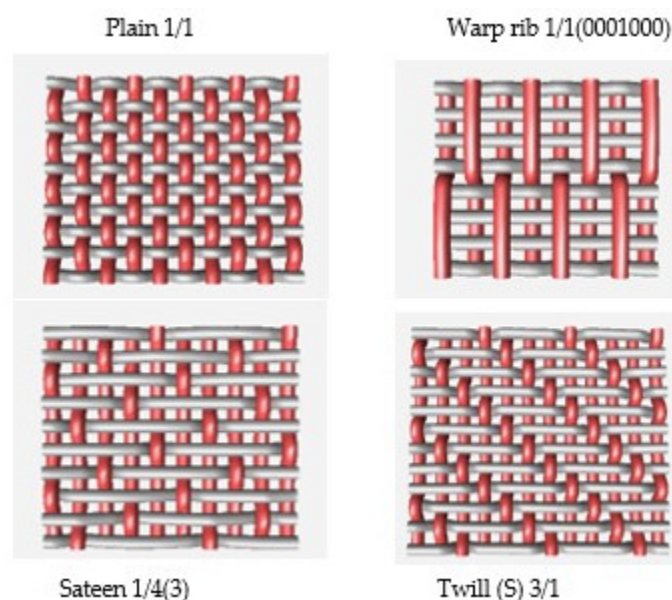 Plain 1/1
Warp rib 1/1(0001000)
Sateen 1/4(3)
Twill (S) 3/1